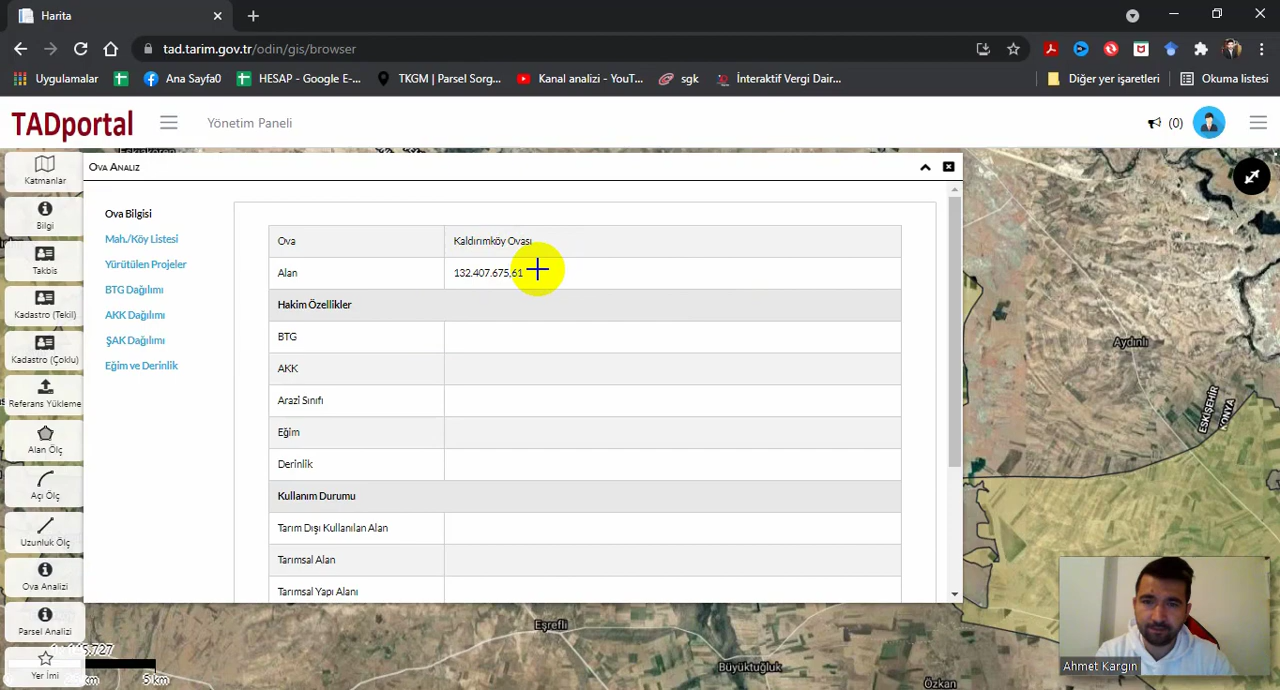 Harita
tad.tarim.gov.tr/odin/gis/browser
Uygulamalar
Ana Sayfa0
HESAP - Google E-...
TKGM | Parsel Sorg...
Kanal analizi - YouT...
sgk
İnteraktif Vergi Dair...
Diğer yer işaretleri
Okuma listesi
TADportal
Yönetim Paneli
(0)
Katmanlar
Bilgi
Takbis
Kadastro (Tekil)
Kadastro (Çoklu)
Referans Yükleme
Alan Ölç
Açı Ölç
Uzunluk Ölç
Ova Analizi
Parsel Analizi
Yer İmi
Ova Analiz
Ova Bilgisi
Mah./Köy Listesi
Yürütülen Projeler
BTG Dağılımı
AKK Dağılımı
ŞAK Dağılımı
Eğim ve Derinlik
Ova Kaldırımköy Ovası
Alan 132.407.675,61
Hakim Özellikler
BTG
AKK
Arazi Sınıfı
Eğim
Derinlik
Kullanım Durumu
Tarım Dışı Kullanılan Alan
Tarımsal Alan
Tarımsal Yapı Alanı
Aydınlı
ESKİŞEHİR
KONYA
Eşrefli
Büyüktuğluk
Özkan
5 km
Ahmet Kargın